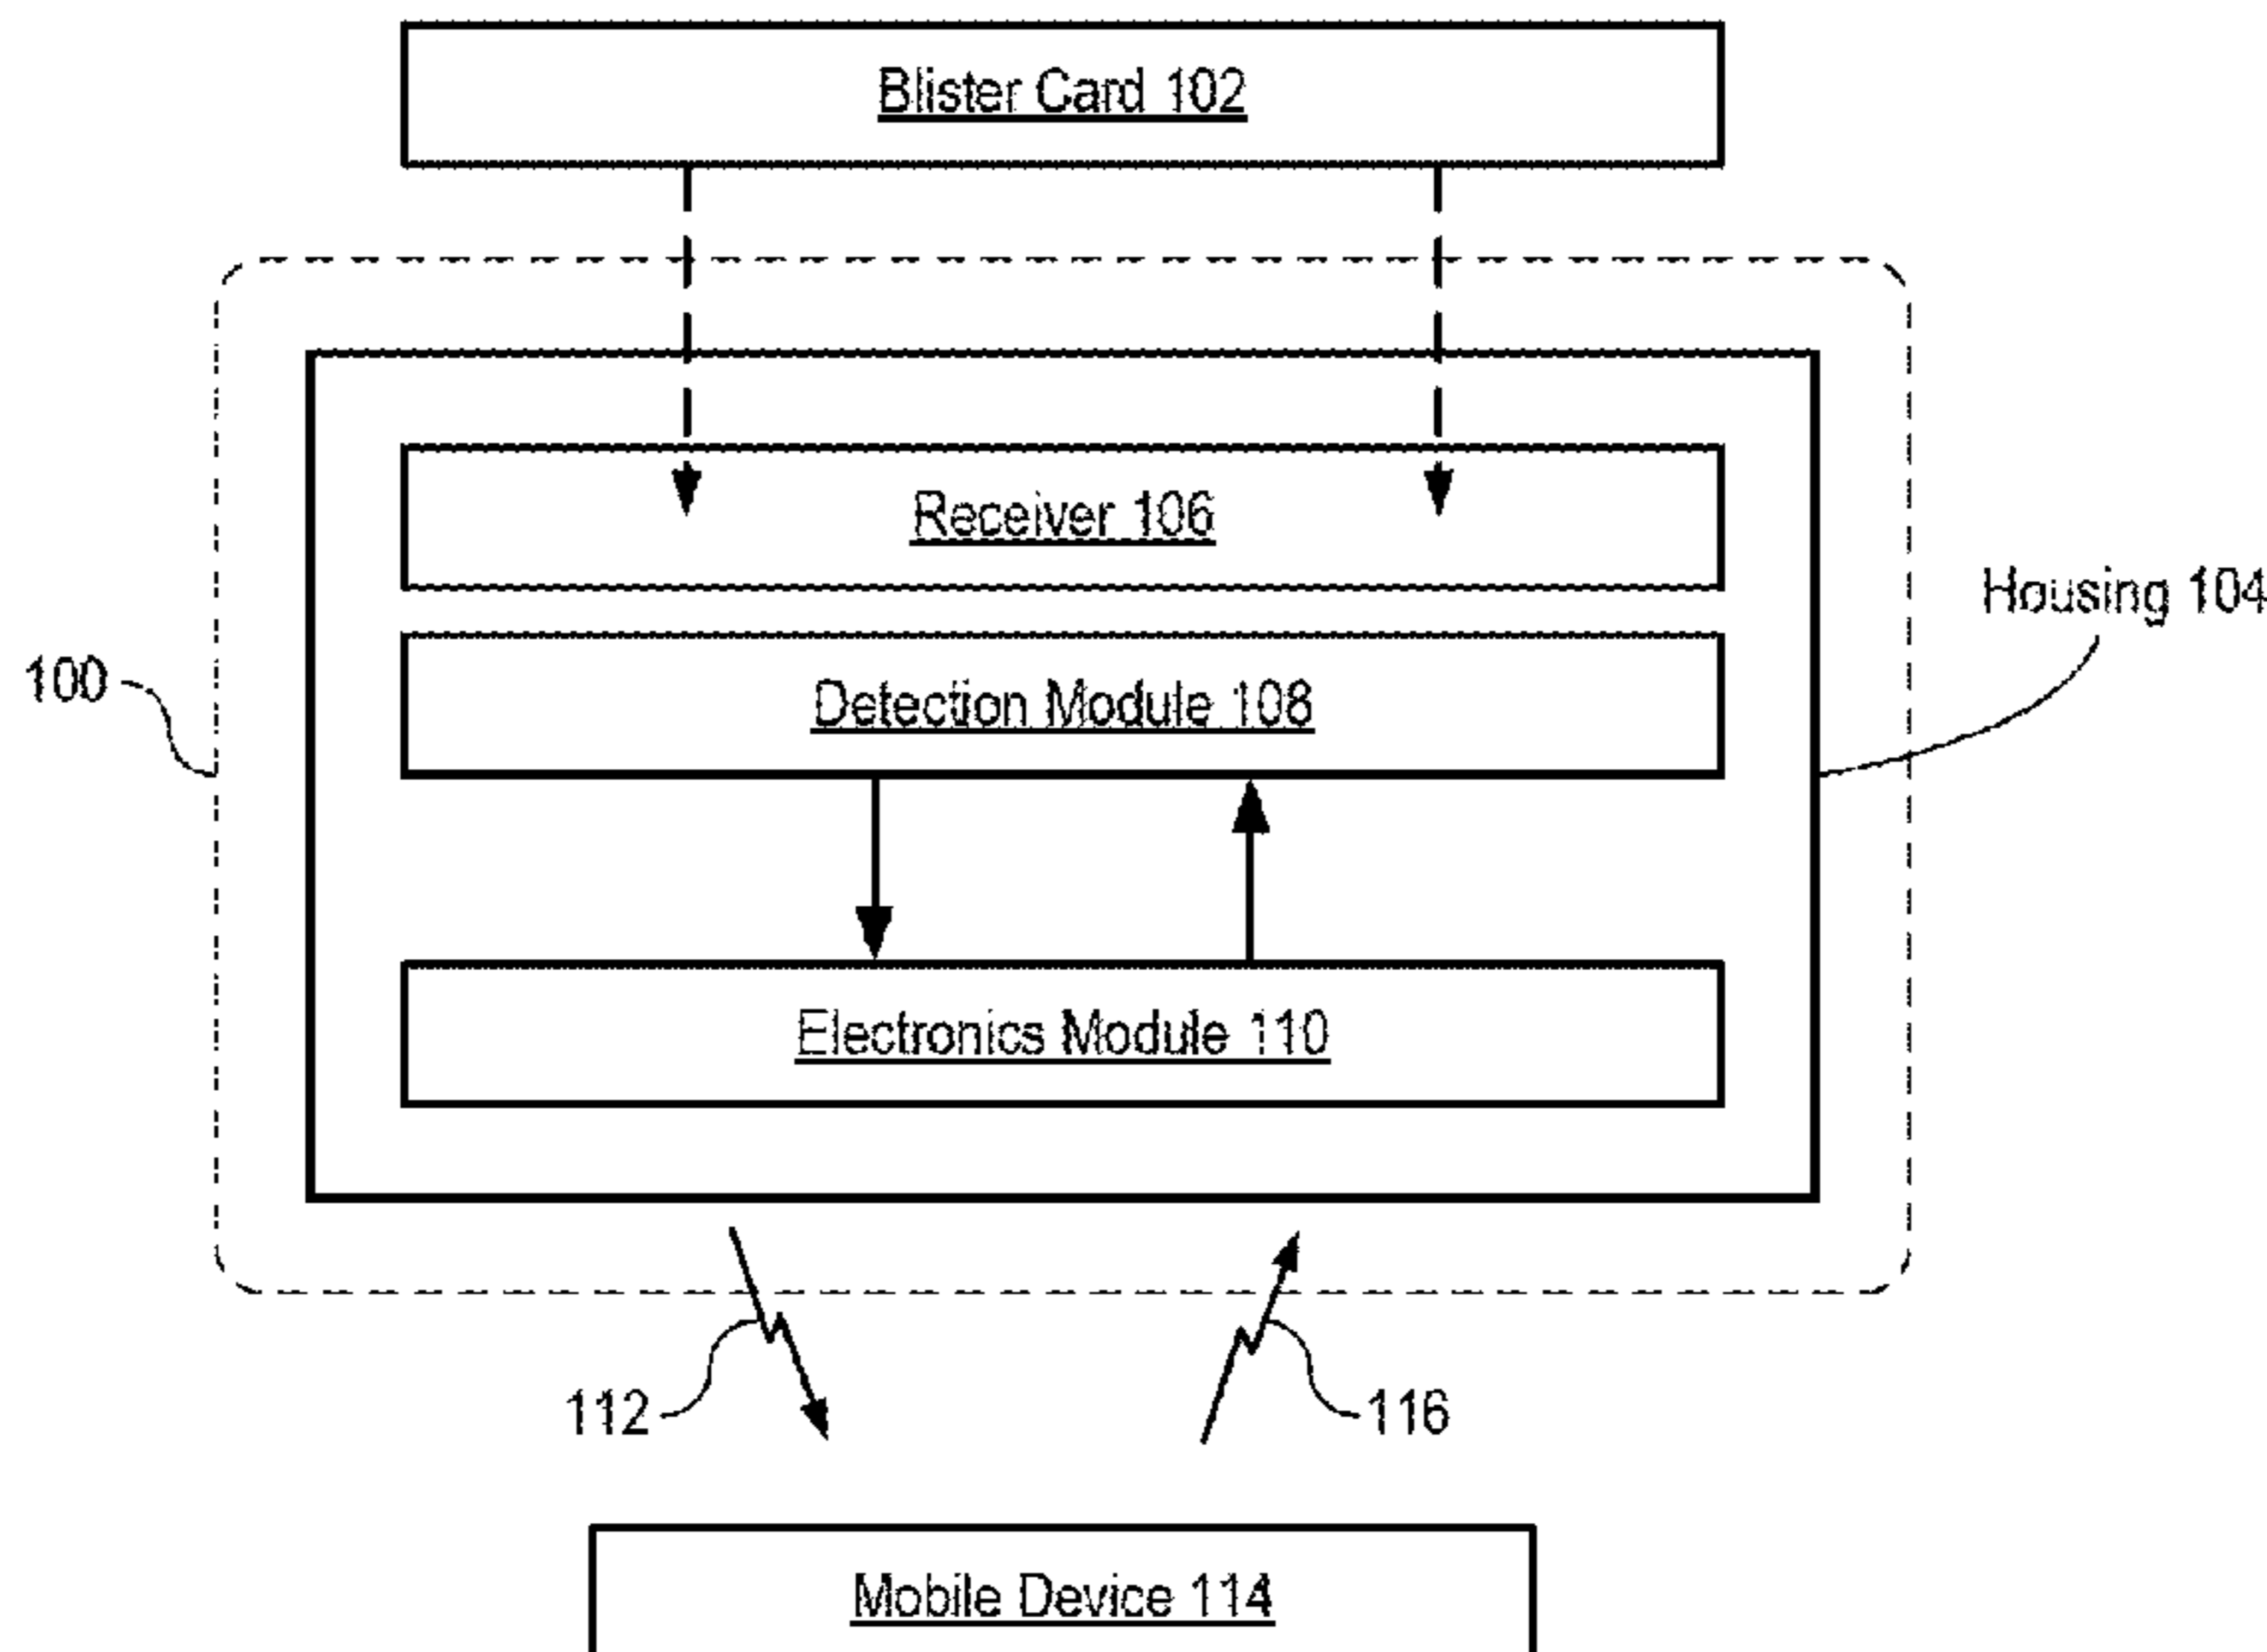 Blister Card 102
Receiver 106
Housing 104
100
Detection Module 108
Electronics Module 110
112
116
Mobile Device 114